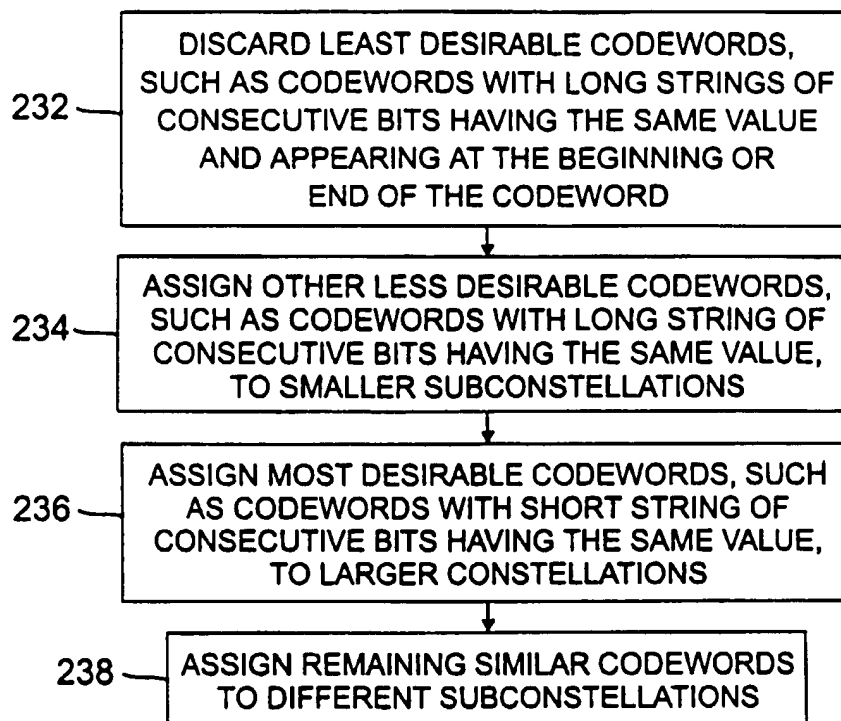 DISCARD LEAST DESIRABLE CODEWORDS,
SUCH AS CODEWORDS WITH LONG STRINGS OF
232
CONSECUTIVE BITS HAVING THE SAME VALUE
AND APPEARING AT THE BEGINNING OR
END OF THE CODEWORD
ASSIGN OTHER LESS DESIRABLE CODEWORDS,
234
SUCH AS CODEWORDS WITH LONG STRING OF
CONSECUTIVE BITS HAVING THE SAME VALUE,
TO SMALLER SUBCONSTELLATIONS
ASSIGN MOST DESIRABLE CODEWORDS, SUCH
236
AS CODEWORDS WITH SHORT STRING OF
CONSECUTIVE BITS HAVING THE SAME VALUE,
TO LARGER CONSTELLATIONS
238
ASSIGN REMAINING SIMILAR CODEWORDS
TO DIFFERENT SUBCONSTELLATIONS